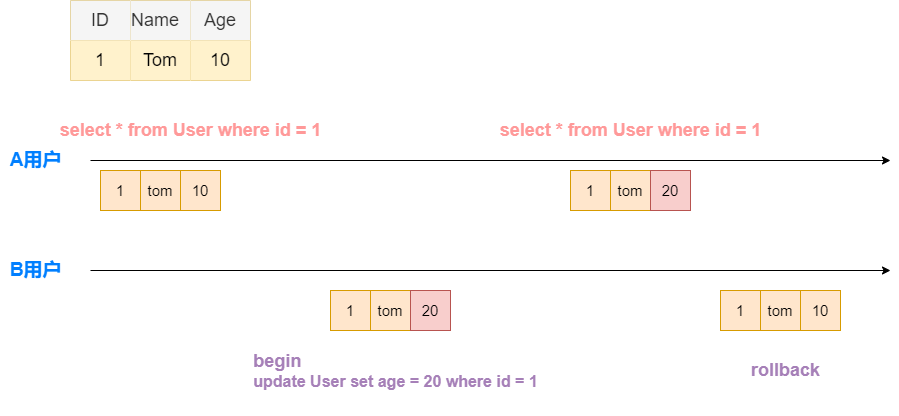 ID Name Age
1 Tom 10
select * from User where id = 1 select * from User where id = 1
A用户
1 tom 10 1 tom 20
B用户
1 tom 20 1 tom 10
begin
update User set age = 20 where id = 1
rollback